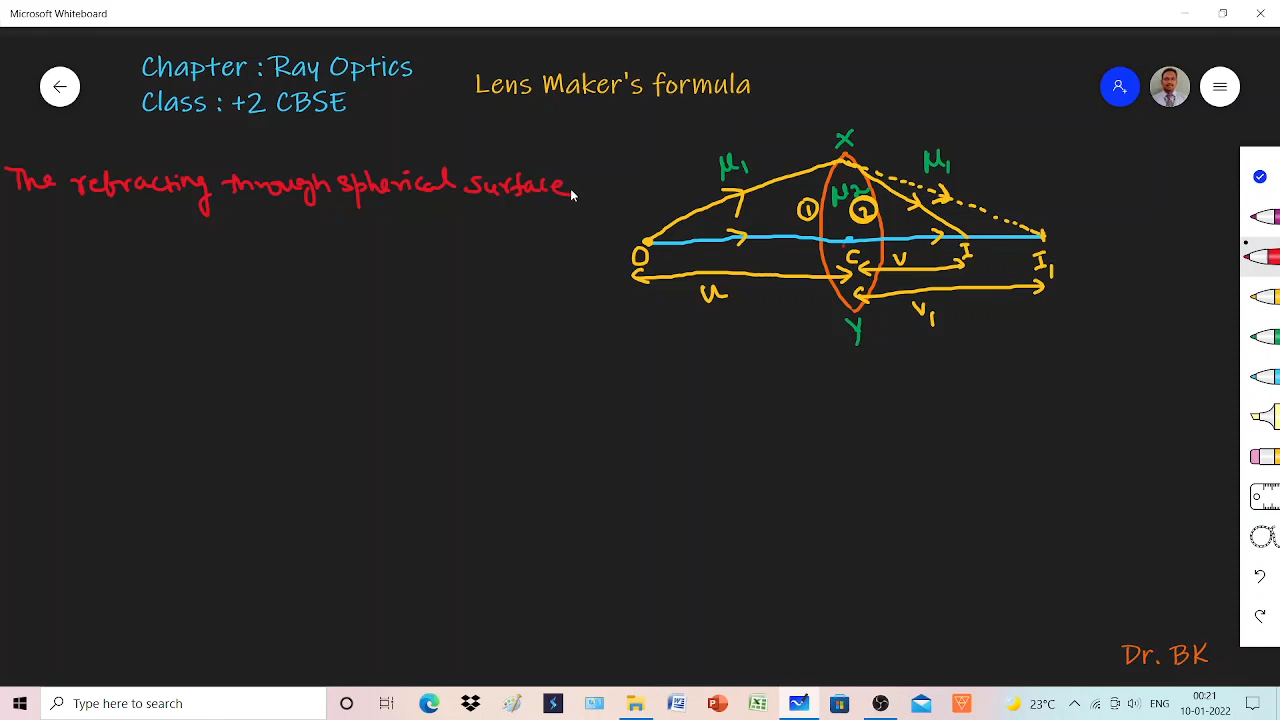 Microsoft Whiteboard
Chapter : Ray Optics
Class : +2 CBSE
Lens Maker's formula
The refracting through spherical surface
X
μ1
μ1
μ2
①
②
O
C
I
I1
v
u
v1
Y
Dr. BK
Type here to search
23°C
ENG
00:21
10-01-2022